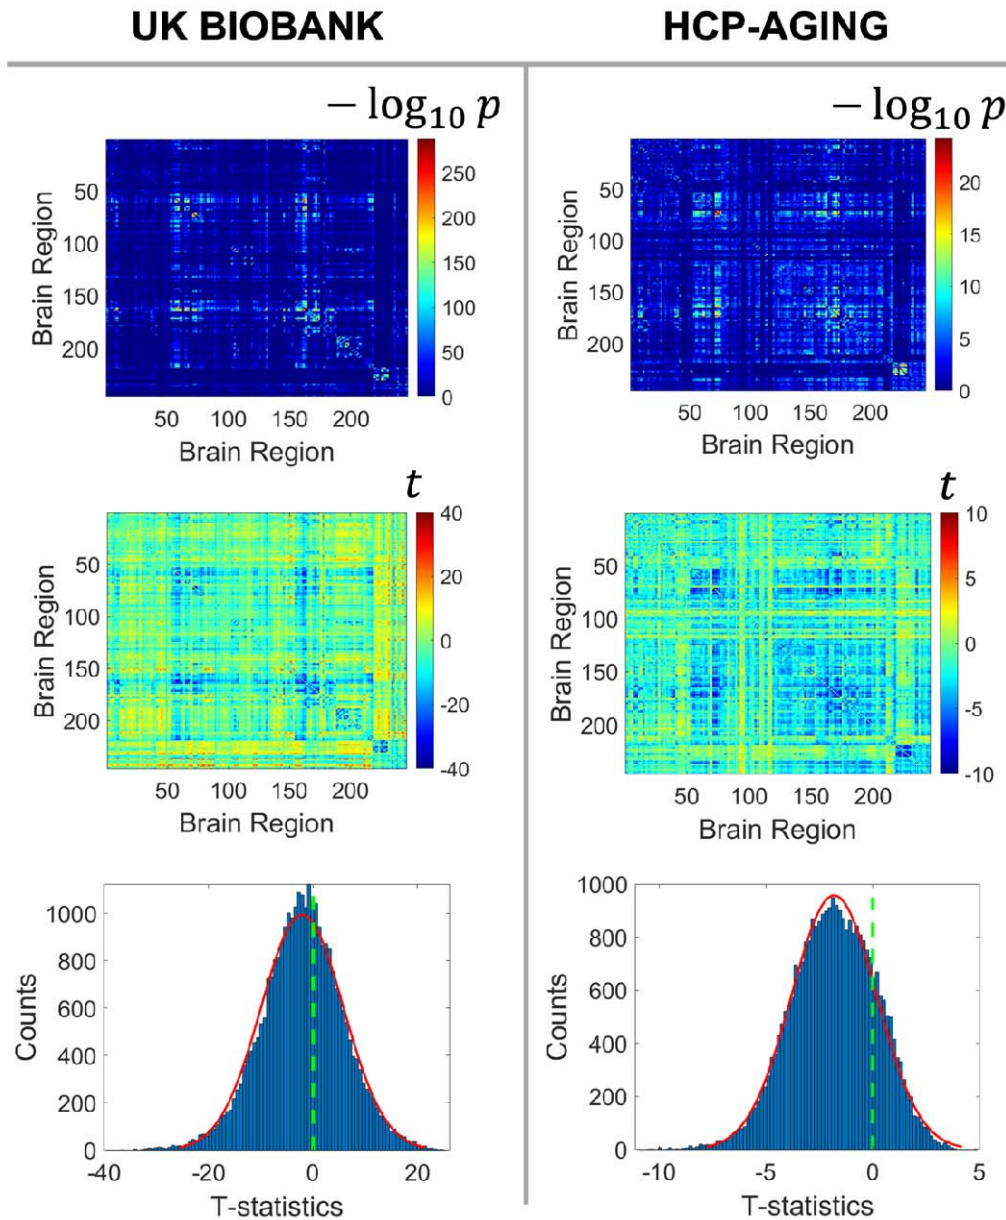 UK BIOBANK
− log₁₀ p
50
100
150
200
Brain Region
50 100 150 200
Brain Region
250
200
150
100
50
0
t
50
100
150
200
Brain Region
50 100 150 200
Brain Region
40
20
0
-20
-40
1000
800
600
400
200
0
Counts
-40 -20 0 20
T-statistics
HCP-AGING
− log₁₀ p
50
100
150
200
Brain Region
50 100 150 200
Brain Region
20
15
10
5
0
t
50
100
150
200
Brain Region
50 100 150 200
Brain Region
10
5
0
-5
-10
1000
800
600
400
200
0
Counts
-10 -5 0 5
T-statistics